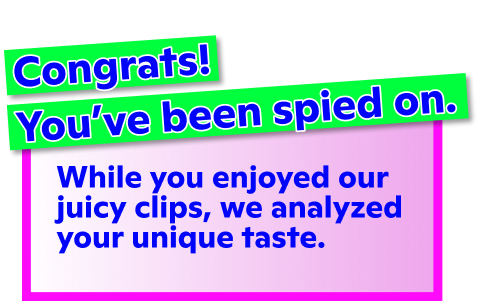 Congrats!
You’ve been spied on.
While you enjoyed our
juicy clips, we analyzed
your unique taste.